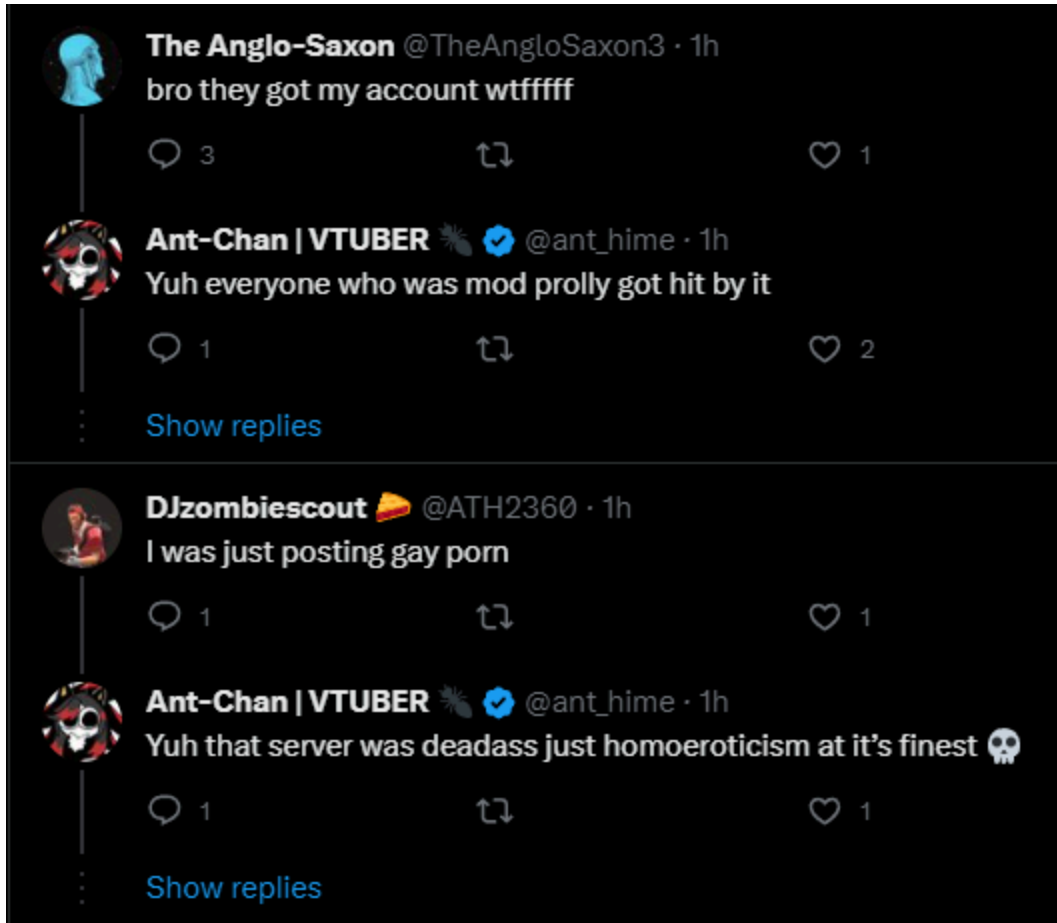 The Anglo-Saxon @TheAngloSaxon3 · 1h
bro they got my account wtfffff
3 1
Ant-Chan | VTUBER 🐜 @ant_hime · 1h
Yuh everyone who was mod prolly got hit by it
1 2
Show replies
DJzombiescout 🥧 @ATH2360 · 1h
I was just posting gay porn
1 1
Ant-Chan | VTUBER 🐜 @ant_hime · 1h
Yuh that server was deadass just homoeroticism at it's finest 💀
1 1
Show replies